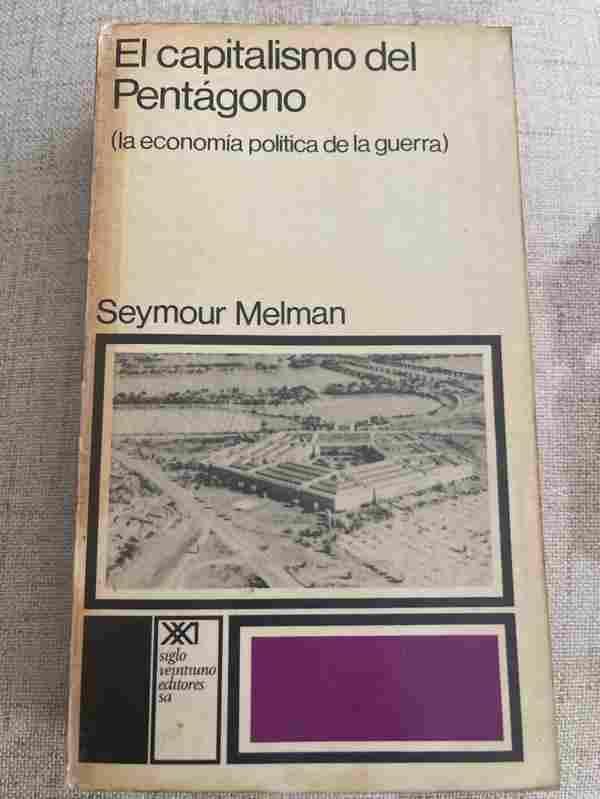 El capitalismo del
Pentágono
(la economía política de la guerra)
Seymour Melman
XXI
siglo
veintiuno
editores
sa